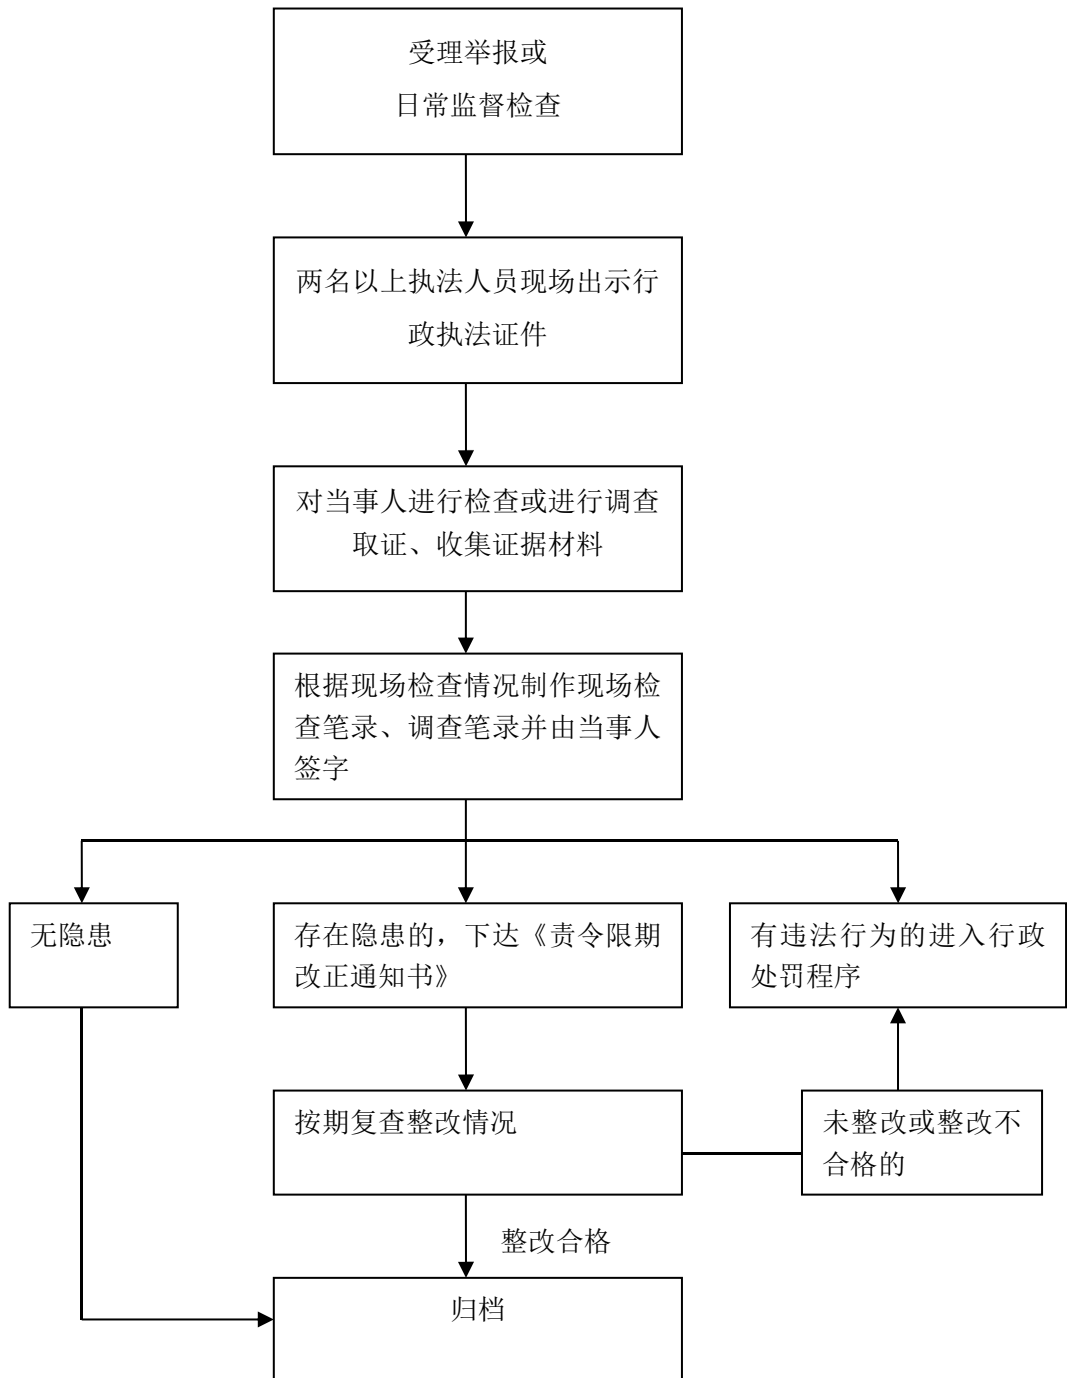 受理举报或
日常监督检查
两名以上执法人员现场出示行
政执法证件
对当事人进行检查或进行调查
取证、收集证据材料
根据现场检查情况制作现场检
查笔录、调查笔录并由当事人
签字
无隐患
存在隐患的，下达《责令限期
改正通知书》
有违法行为的进入行政
处罚程序
按期复查整改情况
未整改或整改不
合格的
整改合格
归档